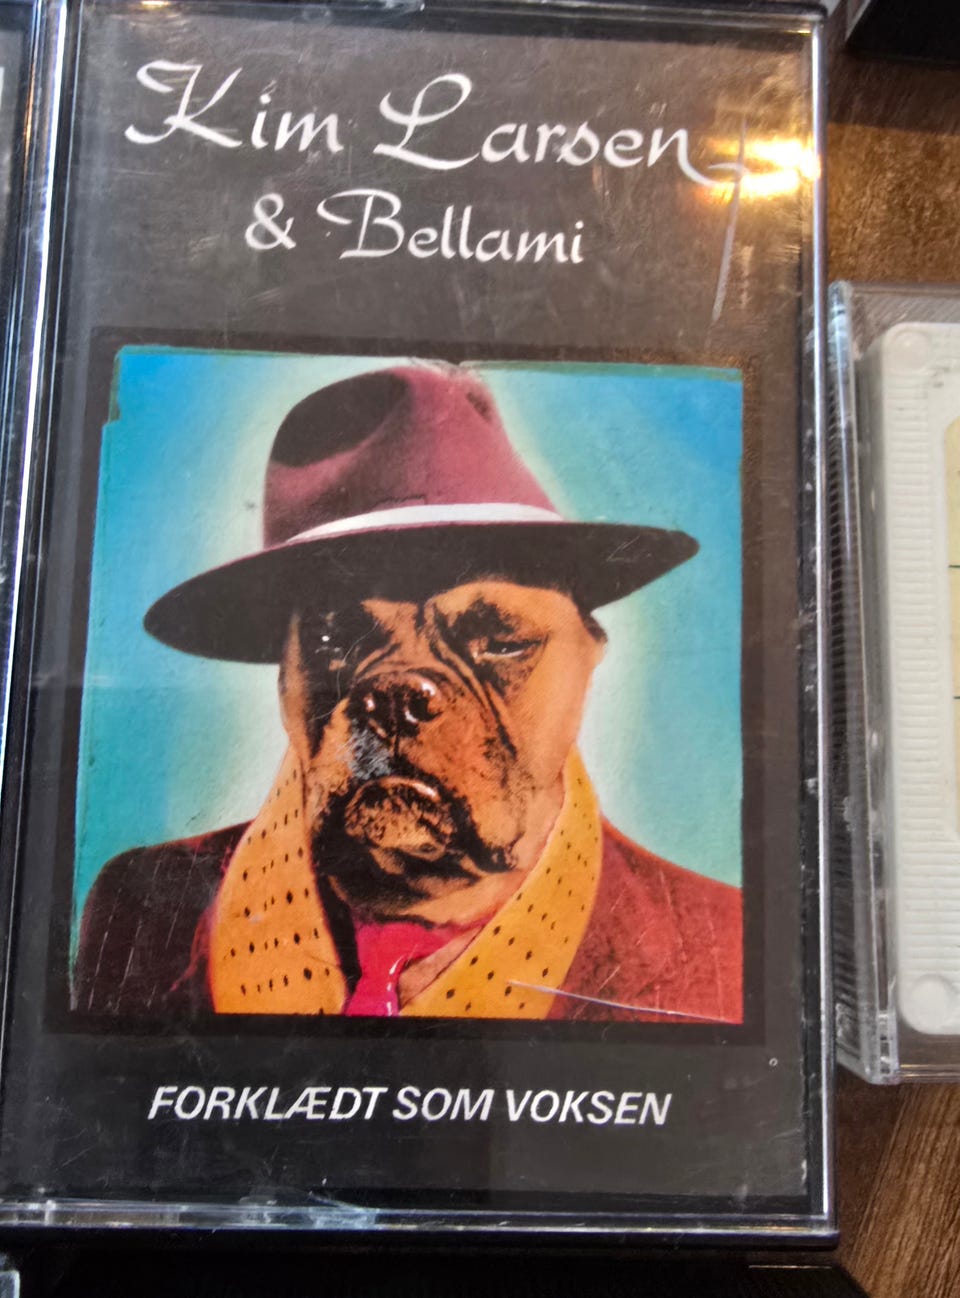 Kim Larsen
& Bellami
FORKLÆDT SOM VOKSEN